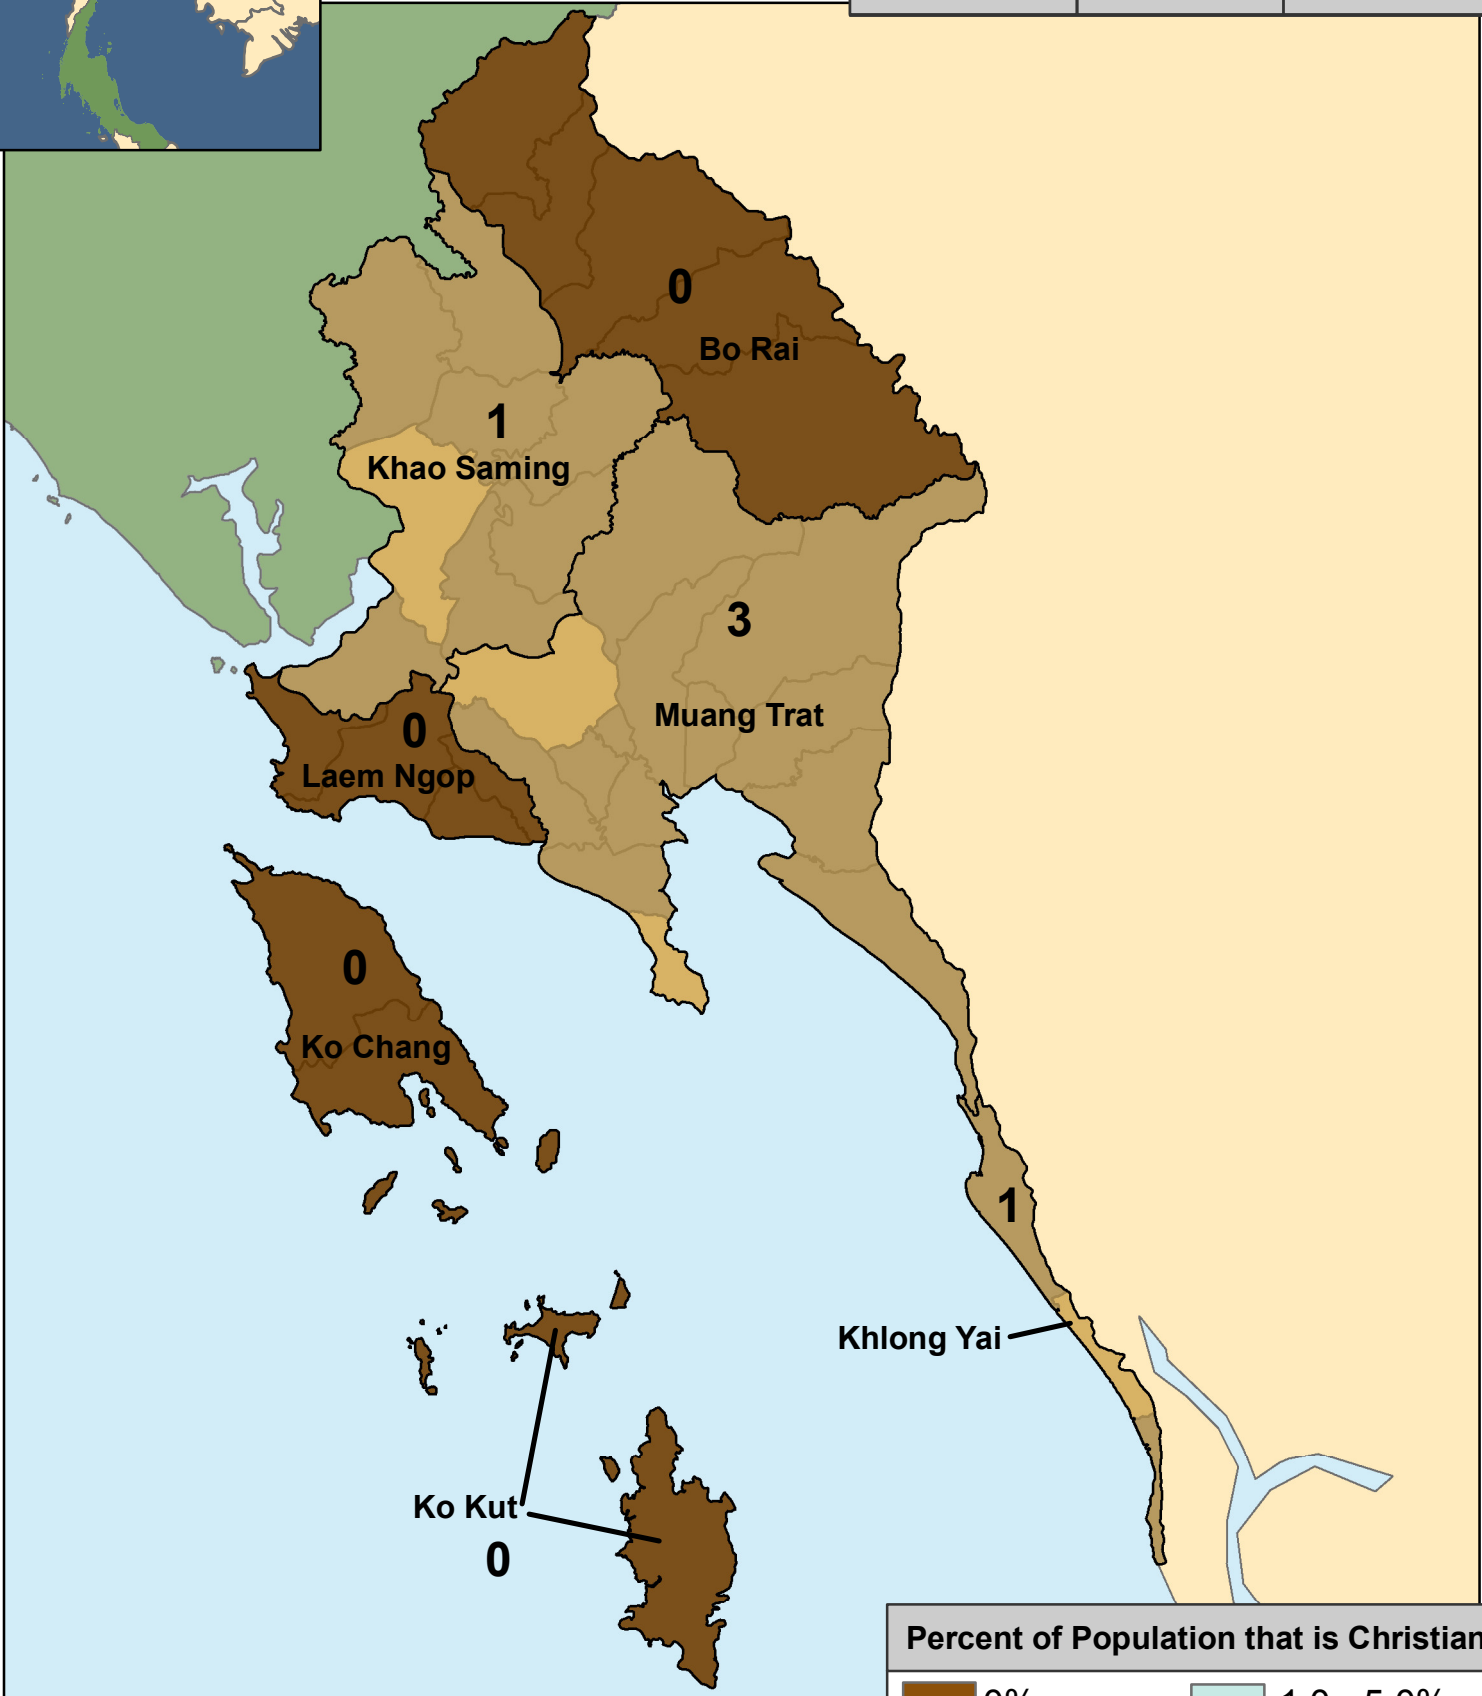 0
Bo Rai
1
Khao Saming
3
Muang Trat
0
Laem Ngop
0
Ko Chang
1
Khlong Yai
Ko Kut
0
Percent of Population that is Christian